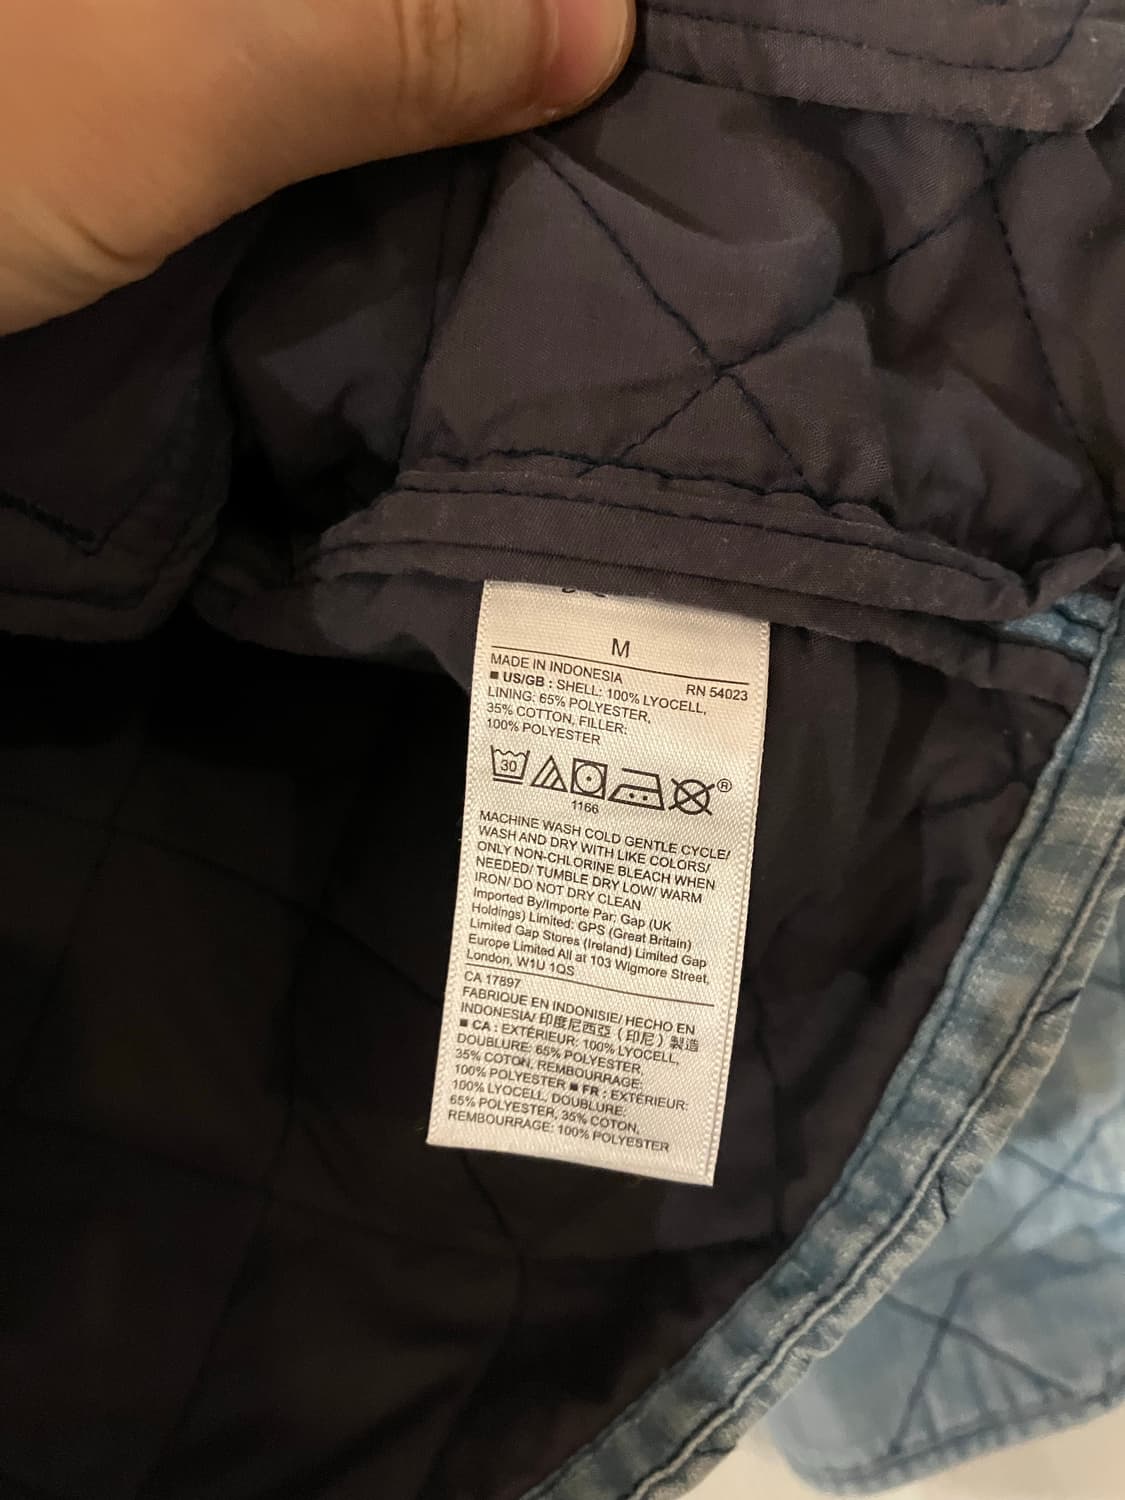 M
MADE IN INDONESIA RN 54023
■ US/GB : SHELL: 100% LYOCELL,
LINING: 65% POLYESTER,
35% COTTON, FILLER:
100% POLYESTER
30
®
1166
MACHINE WASH COLD GENTLE CYCLE/
WASH AND DRY WITH LIKE COLORS/
ONLY NON-CHLORINE BLEACH WHEN
NEEDED/ TUMBLE DRY LOW/ WARM
IRON/ DO NOT DRY CLEAN
Imported By/Importe Par: Gap (UK
Holdings) Limited: GPS (Great Britain)
Limited Gap Stores (Ireland) Limited Gap
Europe Limited All at 103 Wigmore Street,
London, W1U 1QS
CA 17897
FABRIQUE EN INDONISIE/ HECHO EN
INDONESIA/ 印度尼西亞（印尼）製造
■ CA : EXTÉRIEUR: 100% LYOCELL,
DOUBLURE: 65% POLYESTER,
35% COTON, REMBOURRAGE:
100% POLYESTER ■ FR : EXTÉRIEUR:
100% LYOCELL, DOUBLURE:
65% POLYESTER, 35% COTON,
REMBOURRAGE: 100% POLYESTER